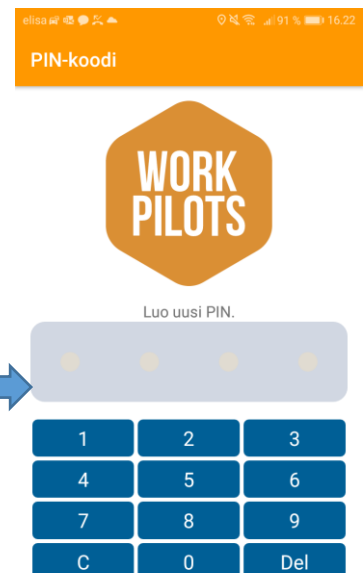 elisa 91 % 16.22
PIN-koodi
WORK
PILOTS
Luo uusi PIN.
1 2 3
4 5 6
7 8 9
C 0 Del